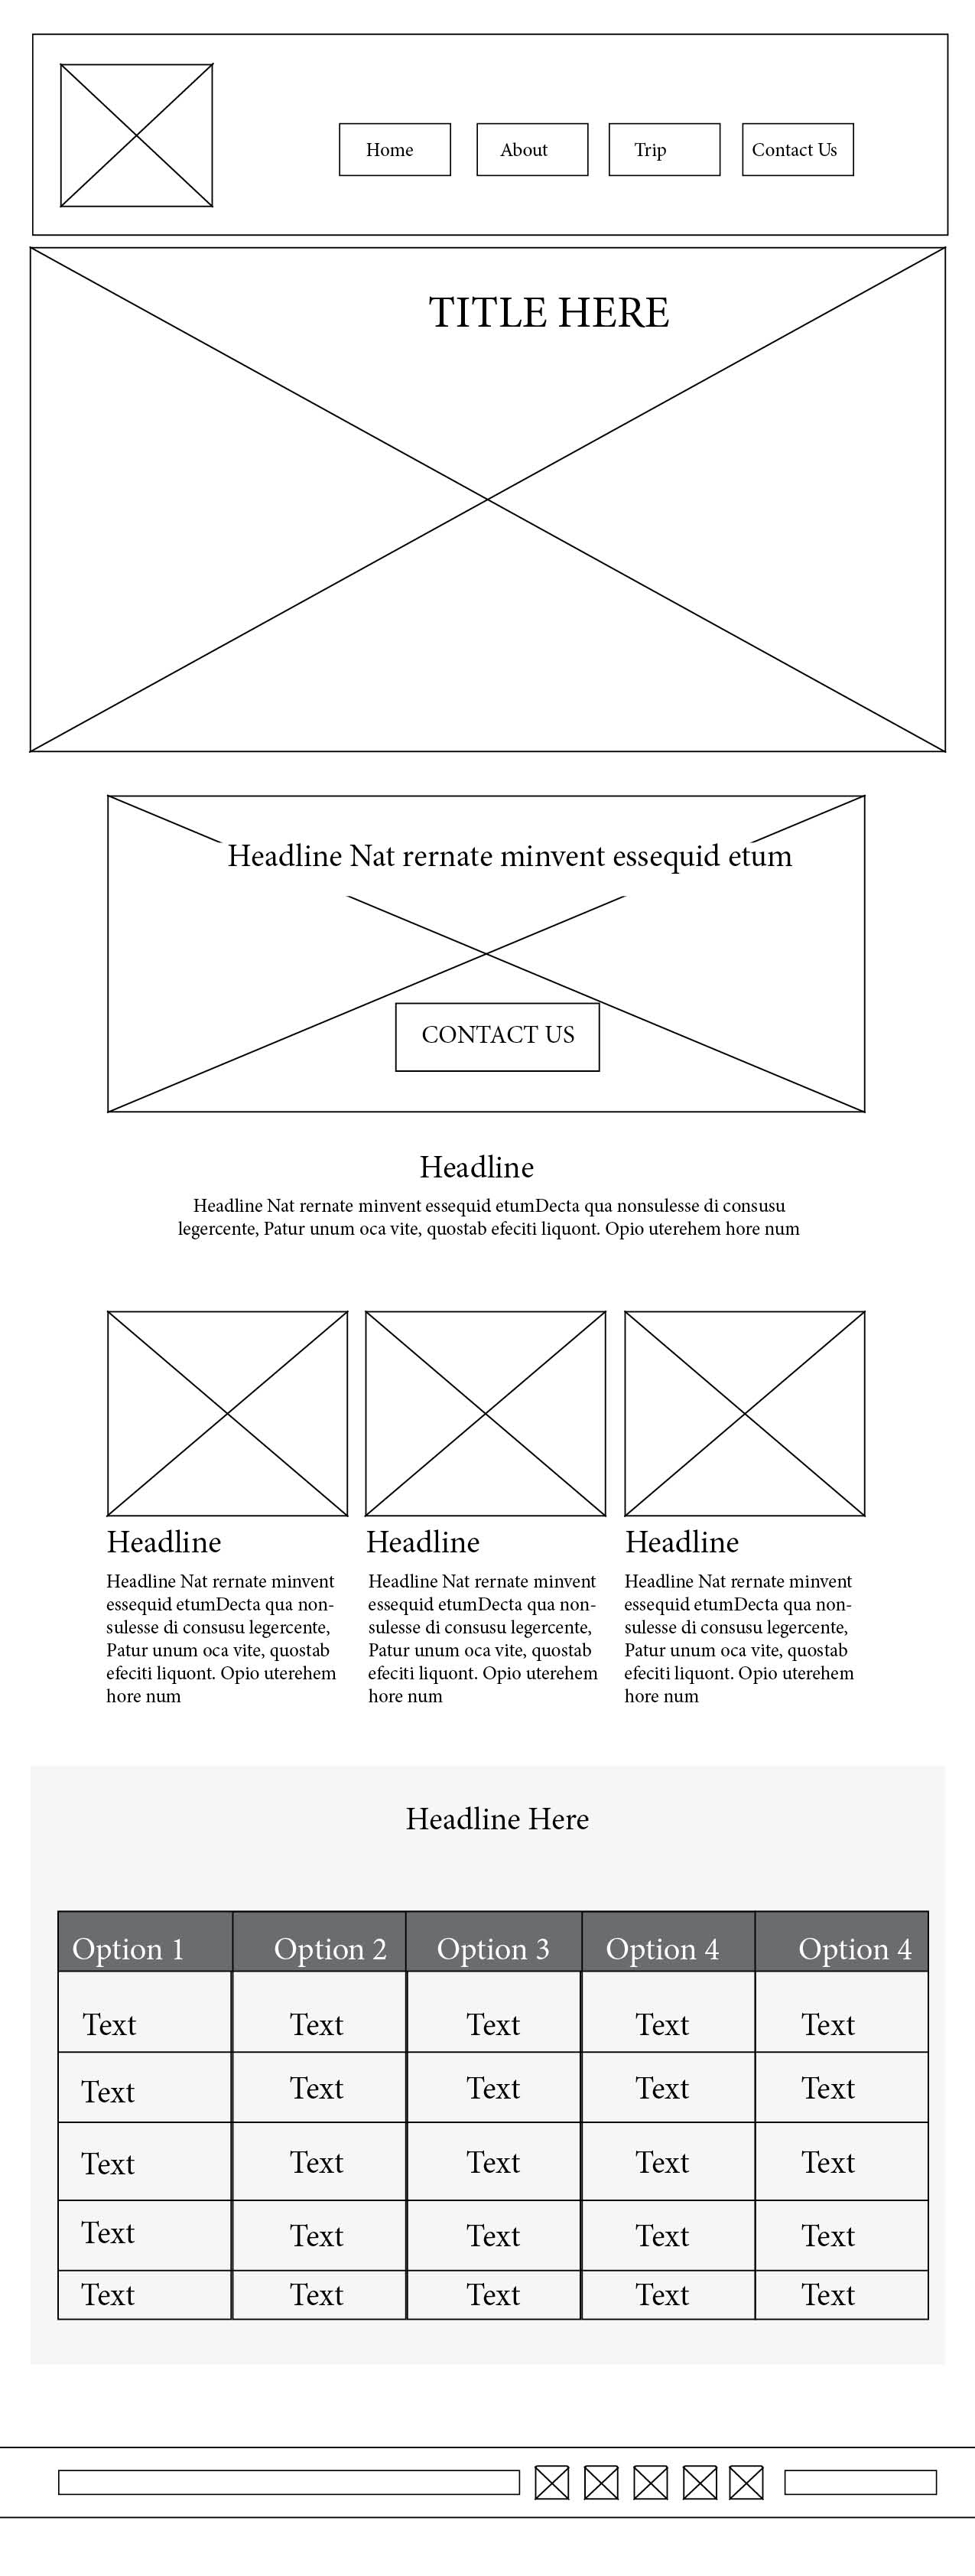 Home About Trip Contact Us
TITLE HERE
Headline Nat rernate minvent essequid etum
CONTACT US
Headline
Headline Nat rernate minvent essequid etumDecta qua nonsulesse di consusu
legercente, Patur unum oca vite, quostab efeciti liquont. Opio uterehem hore num
Headline
Headline Nat rernate minvent
essequid etumDecta qua non-
sulesse di consusu legercente,
Patur unum oca vite, quostab
efeciti liquont. Opio uterehem
hore num
Headline
Headline Nat rernate minvent
essequid etumDecta qua non-
sulesse di consusu legercente,
Patur unum oca vite, quostab
efeciti liquont. Opio uterehem
hore num
Headline
Headline Nat rernate minvent
essequid etumDecta qua non-
sulesse di consusu legercente,
Patur unum oca vite, quostab
efeciti liquont. Opio uterehem
hore num
Headline Here
Option 1 Option 2 Option 3 Option 4 Option 4
Text Text Text Text Text
Text Text Text Text Text
Text Text Text Text Text
Text Text Text Text Text
Text Text Text Text Text